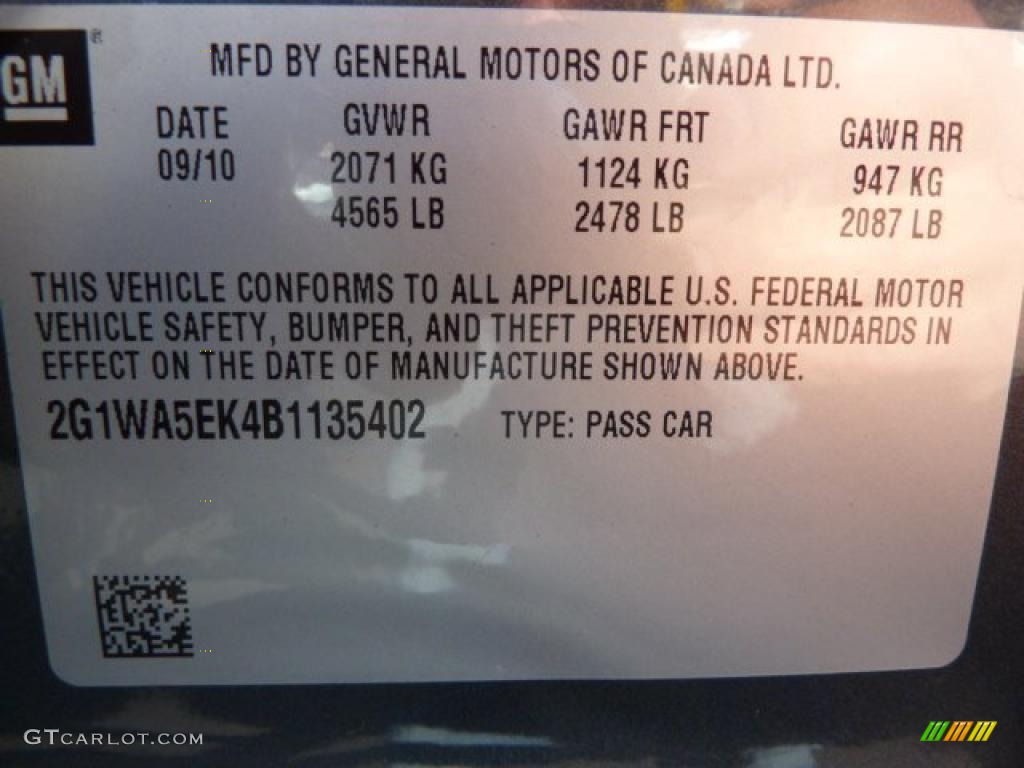 GM®
MFD BY GENERAL MOTORS OF CANADA LTD.
DATE GVWR GAWR FRT GAWR RR
09/10 2071 KG 1124 KG 947 KG
4565 LB 2478 LB 2087 LB
THIS VEHICLE CONFORMS TO ALL APPLICABLE U.S. FEDERAL MOTOR
VEHICLE SAFETY, BUMPER, AND THEFT PREVENTION STANDARDS IN
EFFECT ON THE DATE OF MANUFACTURE SHOWN ABOVE.
2G1WA5EK4B1135402 TYPE: PASS CAR
GTCARLOT.COM